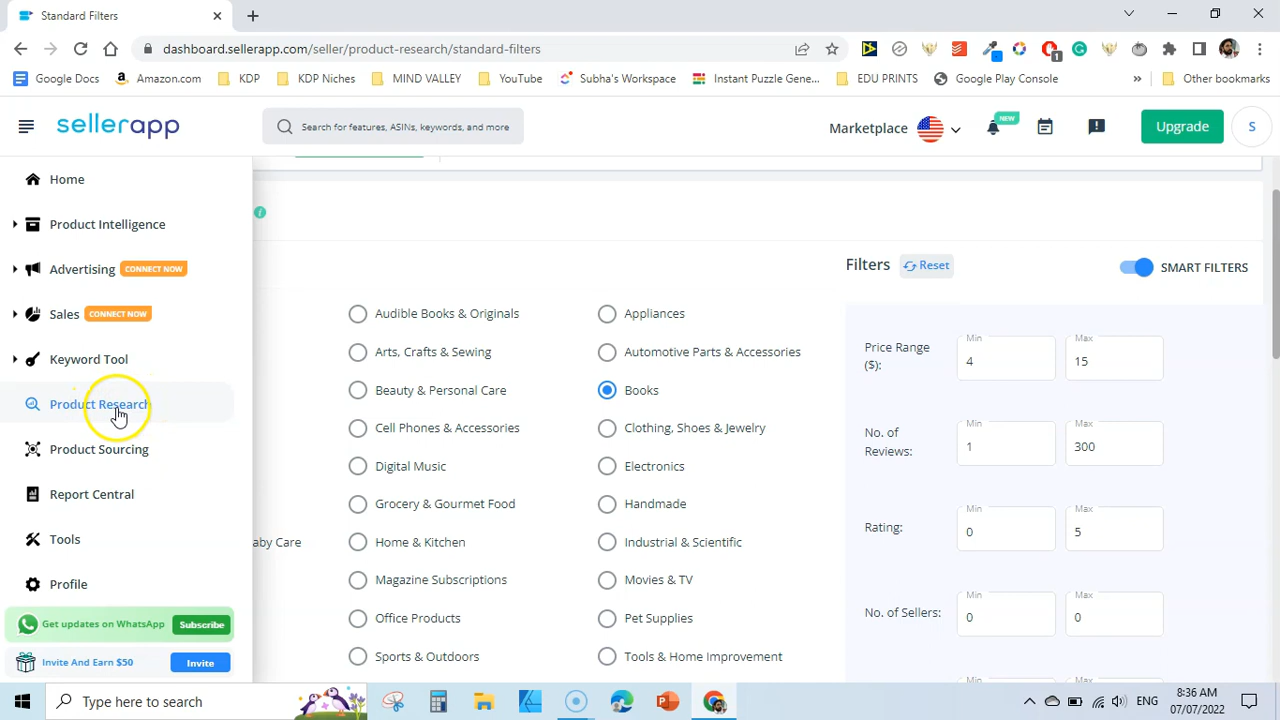 Standard Filters
dashboard.sellerapp.com/seller/product-research/standard-filters
1
Google Docs
Amazon.com
KDP
KDP Niches
MIND VALLEY
YouTube
Subha's Workspace
Instant Puzzle Gene...
EDU PRINTS
Google Play Console
»
Other bookmarks
sellerapp
Search for features, ASINs, keywords, and more
Marketplace
NEW
Upgrade
S
Home
Product Intelligence
Advertising CONNECT NOW
Sales CONNECT NOW
Keyword Tool
Product Research
Product Sourcing
Report Central
Tools
Profile
Get updates on WhatsApp Subscribe
Invite And Earn $50 Invite
Audible Books & Originals
Appliances
Arts, Crafts & Sewing
Automotive Parts & Accessories
Beauty & Personal Care
Books
Cell Phones & Accessories
Clothing, Shoes & Jewelry
Digital Music
Electronics
Grocery & Gourmet Food
Handmade
aby Care
Home & Kitchen
Industrial & Scientific
Magazine Subscriptions
Movies & TV
Office Products
Pet Supplies
Sports & Outdoors
Tools & Home Improvement
Filters Reset
SMART FILTERS
Price Range
($):
Min
4
Max
15
No. of
Reviews:
Min
1
Max
300
Rating:
Min
0
Max
5
No. of Sellers:
Min
0
Max
0
Min
Max
Type here to search
8:36 AM
07/07/2022